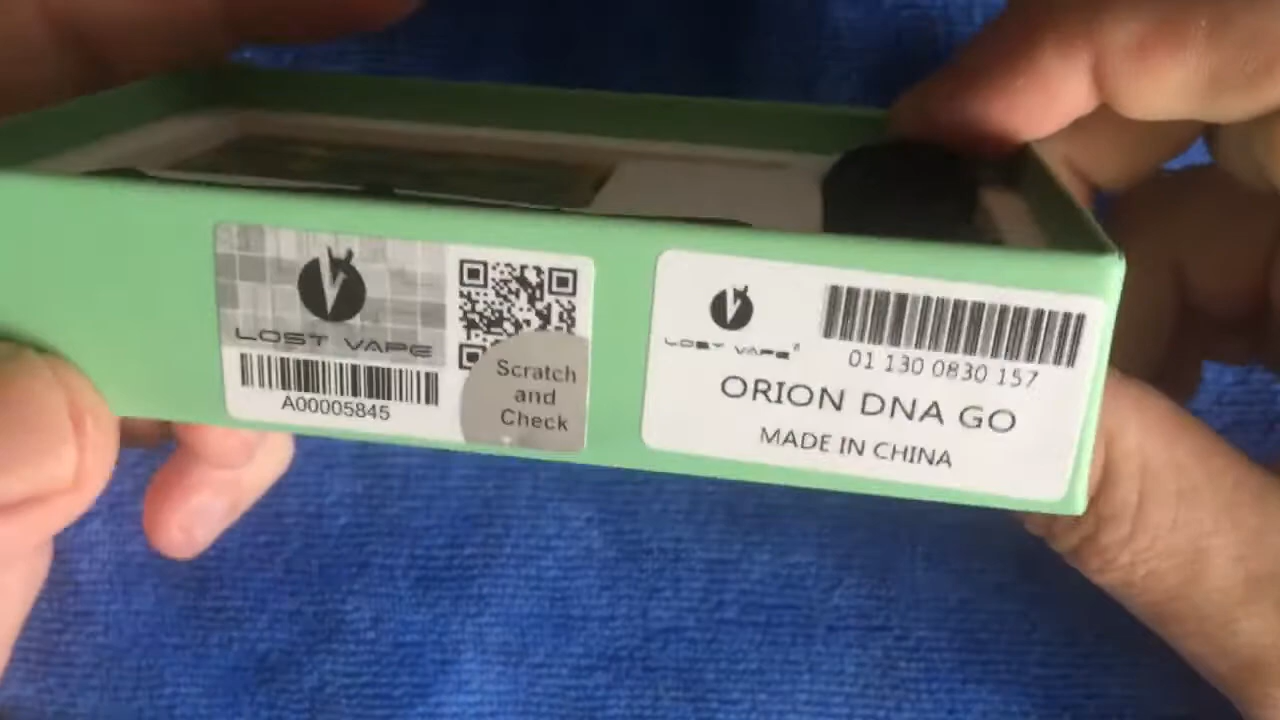 LOST VAPE
A00005845
Scratch
and
Check
LOST VAPE
01 130 0830 157
ORION DNA GO
MADE IN CHINA